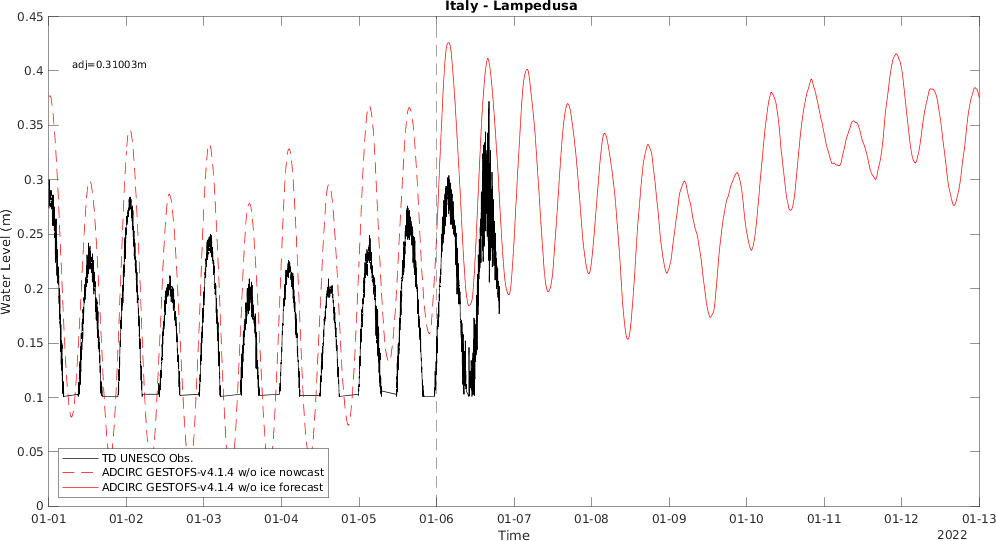 Italy - Lampedusa
0.45
0.4
0.35
0.3
0.25
0.2
0.15
0.1
0.05
0
Water Level (m)
adj=0.31003m
TD UNESCO Obs.
ADCIRC GESTOFS-v4.1.4 w/o ice nowcast
ADCIRC GESTOFS-v4.1.4 w/o ice forecast
01-01 01-02 01-03 01-04 01-05 01-06 01-07 01-08 01-09 01-10 01-11 01-12 01-13
Time
2022